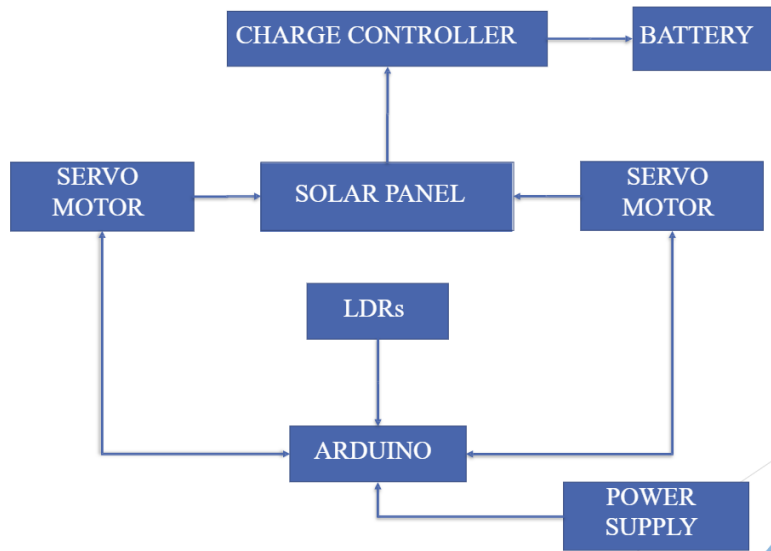 CHARGE CONTROLLER
BATTERY
SERVO
MOTOR
SOLAR PANEL
SERVO
MOTOR
LDRs
ARDUINO
POWER
SUPPLY